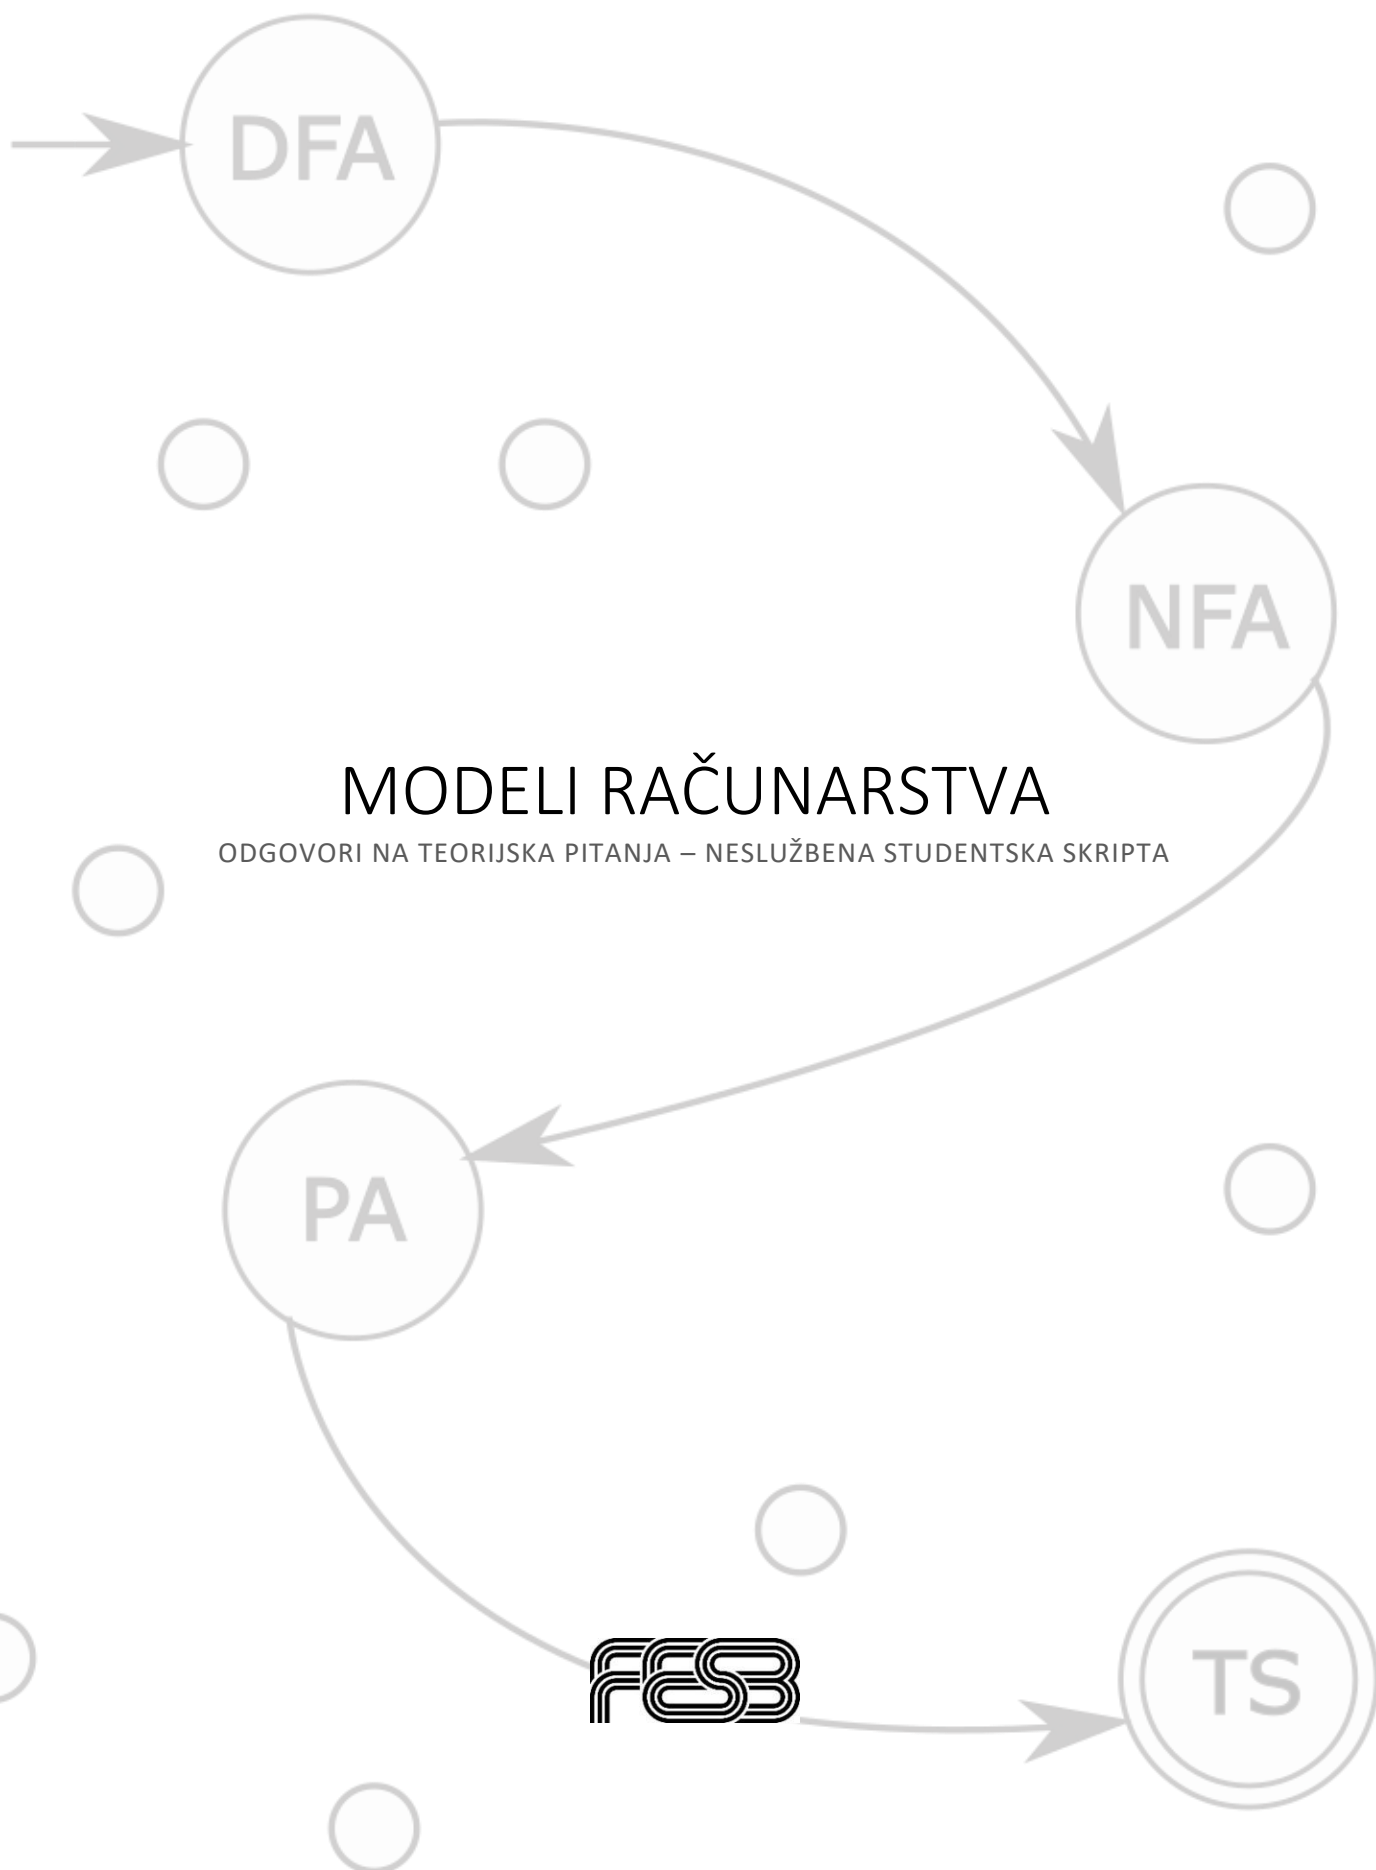 DFA
NFA
MODELI RAČUNARSTVA
ODGOVORI NA TEORIJSKA PITANJA – NESLUŽBENA STUDENTSKA SKRIPTA
PA
FESB
TS